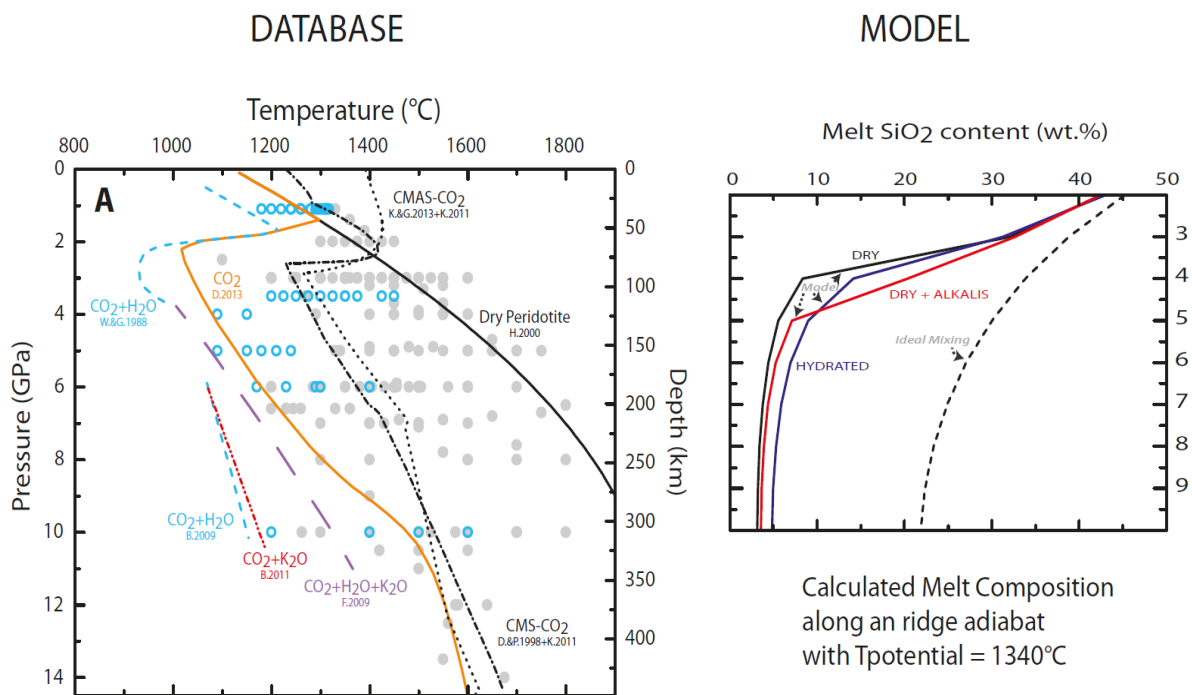 DATABASE
MODEL
Temperature (°C)
800 1000 1200 1400 1600 1800
A
Pressure (GPa)
0
2
4
6
8
10
12
14
Depth (km)
0
50
100
150
200
250
300
350
400
CMAS-CO2
K.&G.2013+K.2011
CO2
D.2013
CO2+H2O
W.&G.1988
Dry Peridotite
H.2000
CO2+H2O
B.2009
CO2+K2O
B.2011
CO2+H2O+K2O
F.2009
CMS-CO2
D.&P.1998+K.2011
Melt SiO2 content (wt.%)
0 10 20 30 40 50
3
4
5
6
7
8
9
DRY
Model
DRY + ALKALIS
Ideal Mixing
HYDRATED
Calculated Melt Composition
along an ridge adiabat
with Tpotential = 1340°C